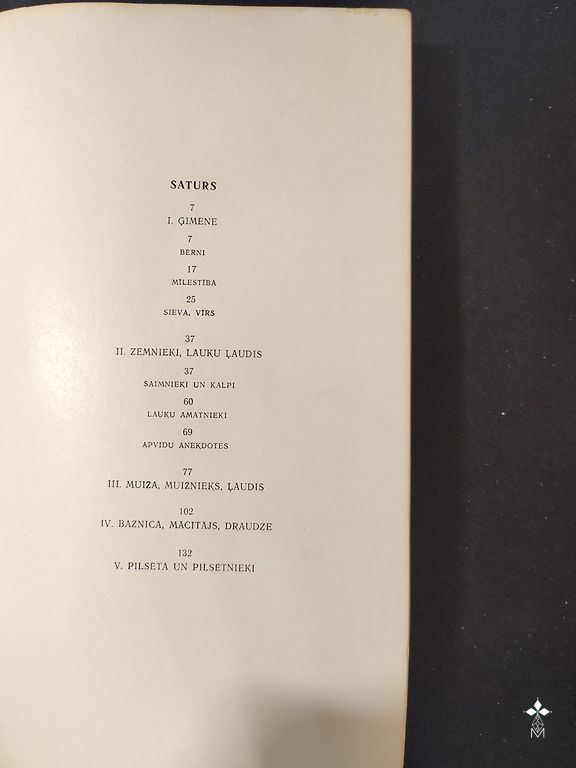 SATURS
7
I. ĢIMENE
7
BĒRNI
17
MĪLESTĪBA
25
SIEVA, VĪRS
37
II. ZEMNIEKI, LAUKU ĻAUDIS
37
SAIMNIEKI UN KALPI
60
LAUKU AMATNIEKI
69
APVIDU ANEKDOTES
77
III. MUIŽA, MUIŽNIEKS, ĻAUDIS
102
IV. BAZNĪCA, MĀCĪTĀJS, DRAUDZE
132
V. PILSĒTA UN PILSĒTNIEKI